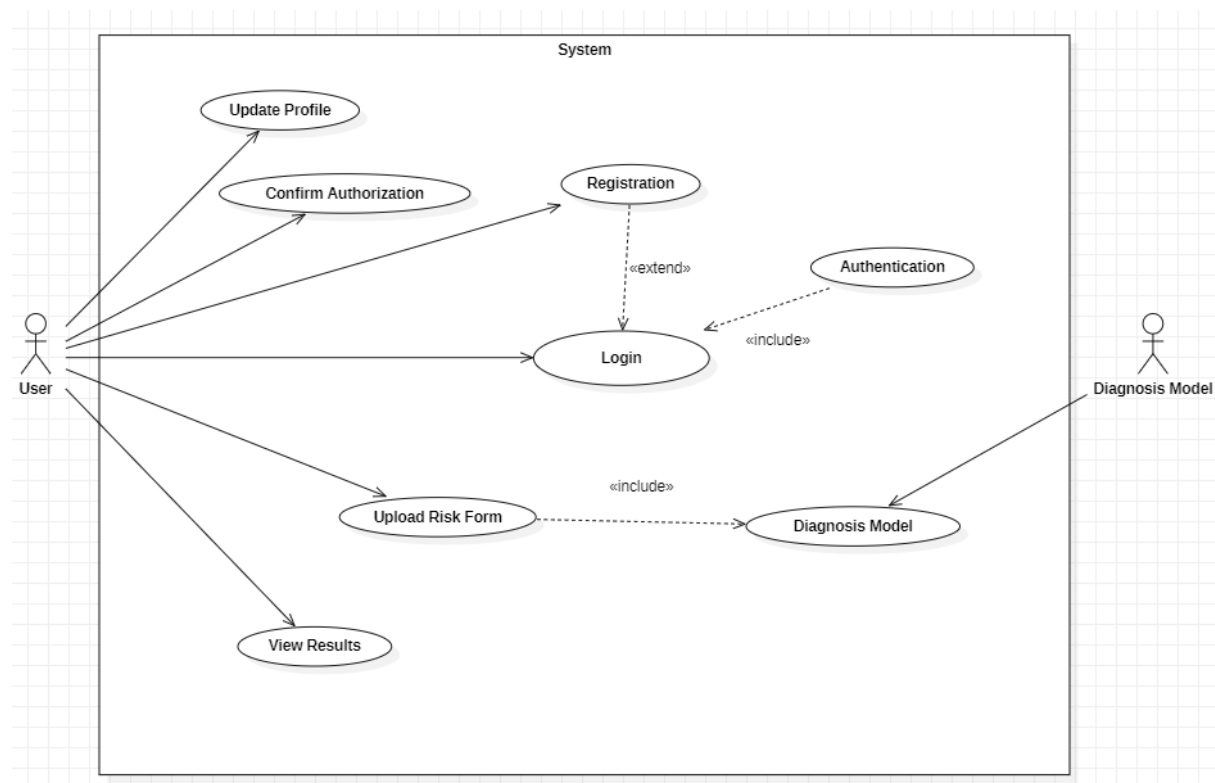 System
Update Profile
Confirm Authorization
Registration
«extend»
Authentication
«include»
Login
User
Diagnosis Model
«include»
Upload Risk Form
Diagnosis Model
View Results